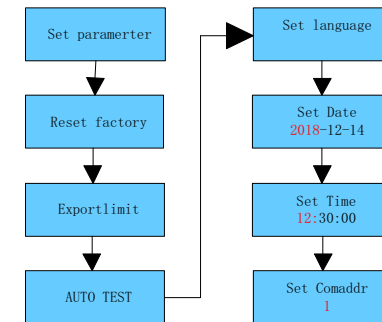 Set paramerter
Reset factory
Exportlimit
AUTO TEST
Set language
Set Date
2018-12-14
Set Time
12:30:00
Set Comaddr
1